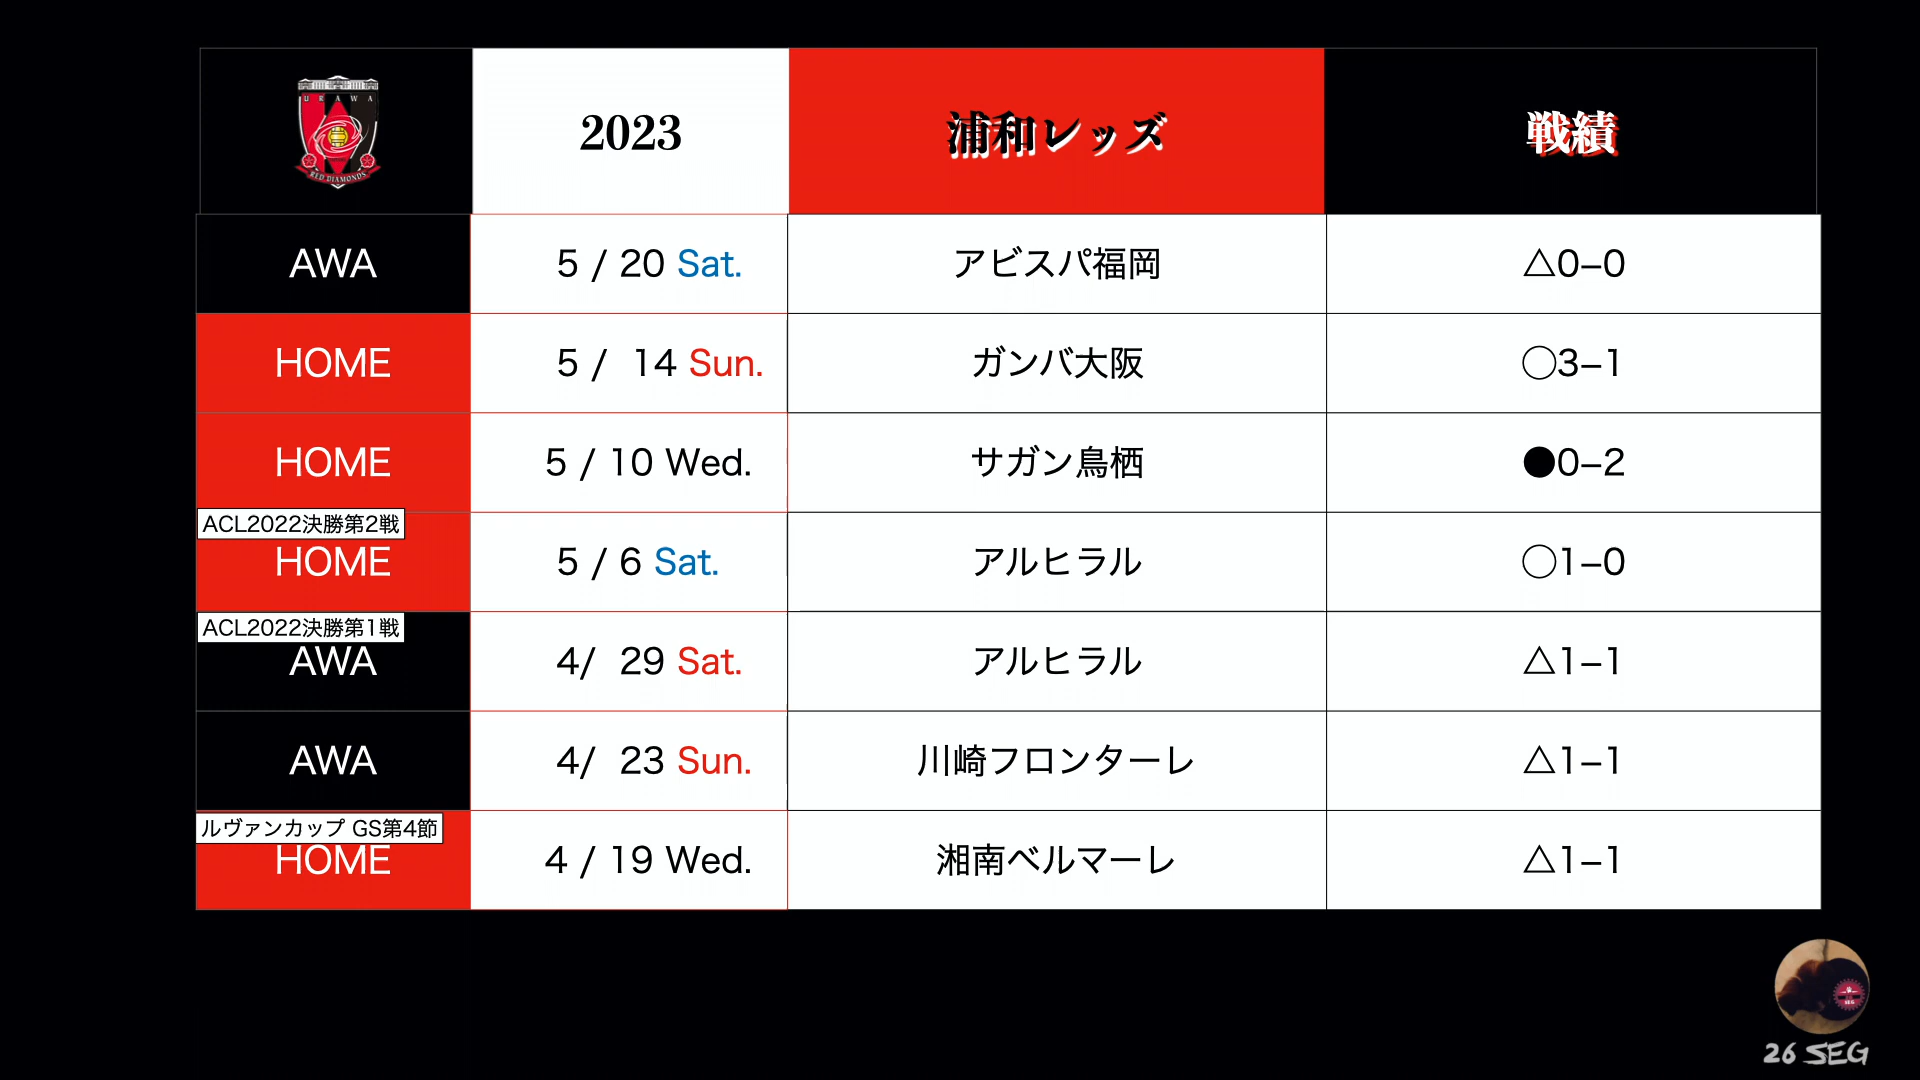 URAWA
RED DIAMONDS
2023 浦和レッズ 戦績
AWA 5 / 20 Sat. アビスパ福岡 △0–0
HOME 5 / 14 Sun. ガンバ大阪 ◯3–1
HOME 5 / 10 Wed. サガン鳥栖 ●0–2
ACL2022決勝第2戦
HOME 5 / 6 Sat. アルヒラル ◯1–0
ACL2022決勝第1戦
AWA 4/ 29 Sat. アルヒラル △1–1
AWA 4/ 23 Sun. 川崎フロンターレ △1–1
ルヴァンカップ GS第4節
HOME 4 / 19 Wed. 湘南ベルマーレ △1–1
26 SEG